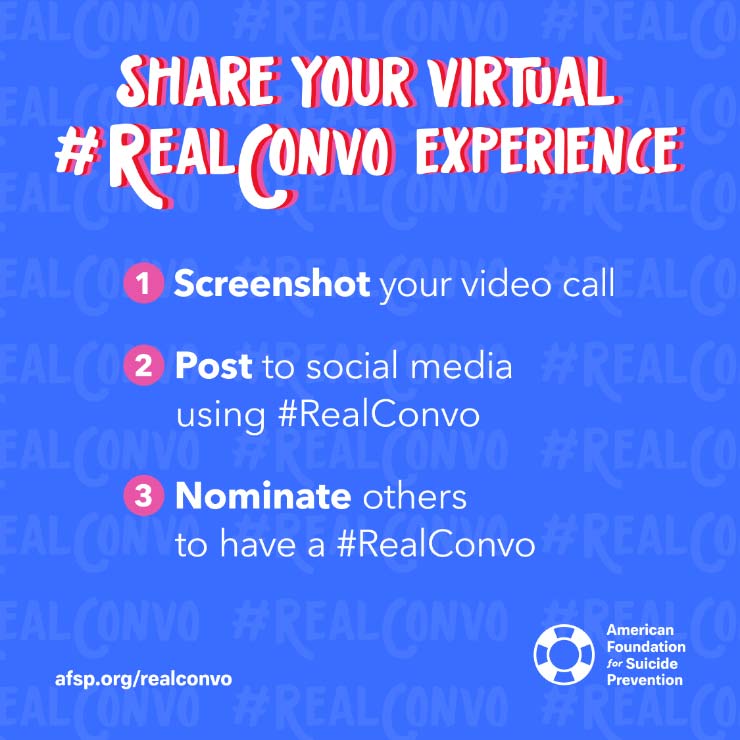 SHARE YOUR VIRTUAL
#REALCONVO EXPERIENCE
1 Screenshot your video call
2 Post to social media
using #RealConvo
3 Nominate others
to have a #RealConvo
afsp.org/realconvo
American
Foundation
for Suicide
Prevention